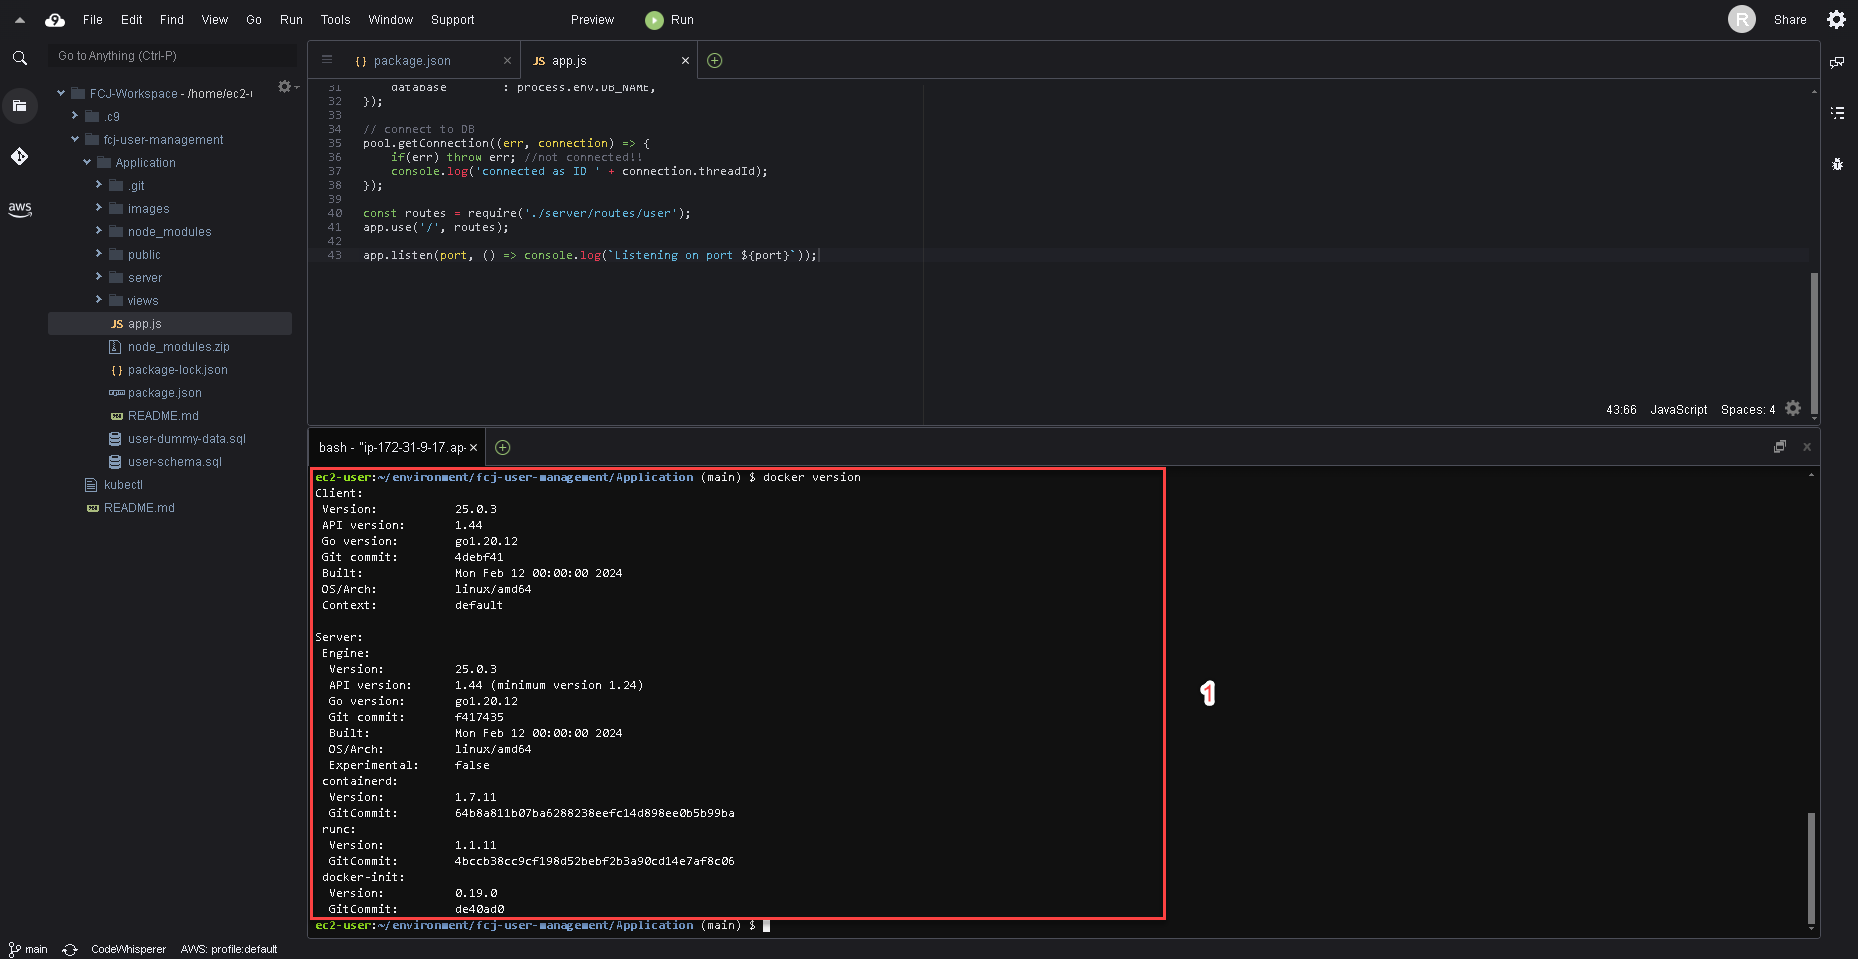 File Edit Find View Go Run Tools Window Support Preview Run R Share
Go to Anything (Ctrl-P)
package.json
JS app.js
FCJ-Workspace - /home/ec2-u
.c9
fcj-user-management
Application
.git
images
node_modules
public
server
views
JS app.js
node_modules.zip
package-lock.json
package.json
README.md
user-dummy-data.sql
user-schema.sql
kubectl
README.md
aws
31 database : process.env.DB_NAME,
32 });
33
34 // connect to DB
35 pool.getConnection((err, connection) => {
36 if(err) throw err; //not connected!!
37 console.log('connected as ID ' + connection.threadId);
38 });
39
40 const routes = require('./server/routes/user');
41 app.use('/', routes);
42
43 app.listen(port, () => console.log(`Listening on port ${port}`));
43:66 JavaScript Spaces: 4
bash - "ip-172-31-9-17.ap-
ec2-user:~/environment/fcj-user-management/Application (main) $ docker version
Client:
Version: 25.0.3
API version: 1.44
Go version: go1.20.12
Git commit: 4debf41
Built: Mon Feb 12 00:00:00 2024
OS/Arch: linux/amd64
Context: default
Server:
Engine:
Version: 25.0.3
API version: 1.44 (minimum version 1.24)
Go version: go1.20.12
Git commit: f417435
Built: Mon Feb 12 00:00:00 2024
OS/Arch: linux/amd64
Experimental: false
containerd:
Version: 1.7.11
GitCommit: 64b8a811b07ba6288238eefc14d898ee0b5b99ba
runc:
Version: 1.1.11
GitCommit: 4bccb38cc9cf198d52bebf2b3a90cd14e7af8c06
docker-init:
Version: 0.19.0
GitCommit: de40ad0
ec2-user:~/environment/fcj-user-management/Application (main) $
1
main CodeWhisperer AWS: profile:default